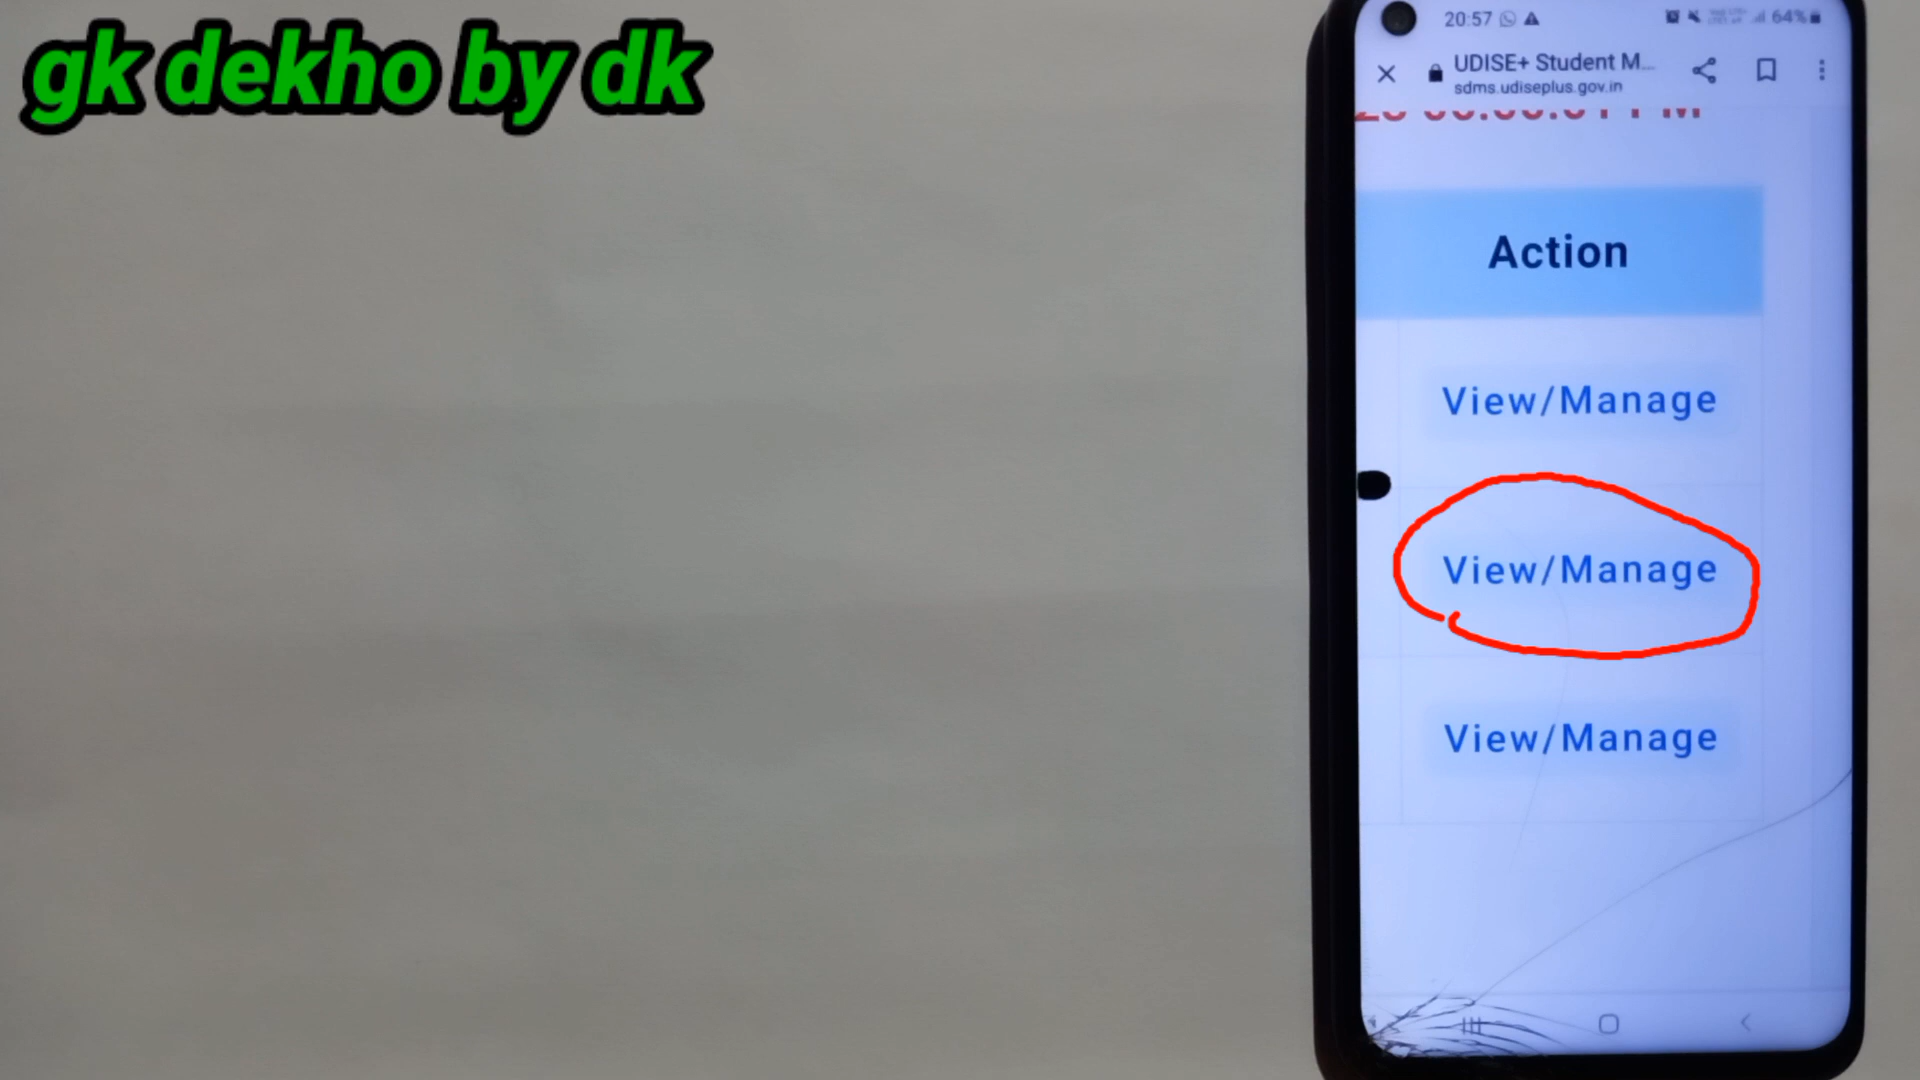 gk dekho by dk
20:57
64%
UDISE+ Student M...
sdms.udiseplus.gov.in
Action
View/Manage
View/Manage
View/Manage